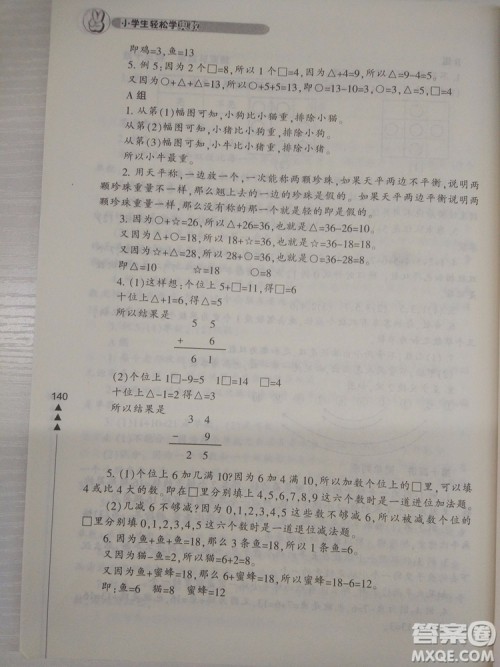 小学生轻松学
即鸡=3,鱼=13
5. 例5:因为2个□=8,所以1个□=4,因为△+4=9,所以△=9-4=5。
又因为○+△+△=13,所以○+5+5=13,○=3,即○=3,△=5,□=4
A组
1. 从第(1)幅图可知,小狗比小猫重,排除小猫。
从第(2)幅图可知,小猪比小狗重,排除小狗。
从第(3)幅图可知,小牛比小猪重,排除小猪。
所以小牛最重。
2. 用天平称,一边放一个,一次能称两颗珍珠,如果天平两边不平衡,说明两
颗珍珠重量不一样,那么翘上去的一边的珍珠是假的。如果天平两边平衡,说明两
颗珍珠重量一样,那么没有称的那一个就是轻的即是假的。
3. 因为○+☆=26,所以△+26=36,也就是△=36-26=10。
又因为△+○=18,所以18+☆=36,也就是☆=36-18=18。
又因为☆+△=28,所以28+○=36,也就是○=36-28=8。
即△=10 ☆=18 ○=8
4. (1)这样想:个位上5+□=11,得□=6
十位上△+1=6,得△=5
所以结果是
5 5
+ 6
6 1
(2)个位上1□-9=5 1□=14 □=4
十位上△-1=2得△=3
所以结果是
3 4
- 9
2 5
140
5. (1)个位上6加几满10?因为6加4满10,所以加数个位上的□里,可以填
4或比4大的数。即在□里分别填上4,5,6,7,8,9这六个数时是一道进位加法题。
(2)几减6不够减?因为0,1,2,3,4,5减6都不够减,所以被减数个位上的
□里分别填上0,1,2,3,4,5这六个数时是一道退位减法题。
6. 因为鱼+鱼+鱼=18,那么3条鱼=18,所以1条鱼=6。
又因为猫-鱼=2,所以猫=6+2=8。
又因为鱼+鱼+蜜蜂=18,那么6+6+蜜蜂=18,所以蜜蜂=18-6=12。
即:鱼=6 猫=8 蜜蜂=12
答案圈
MXQE.COM